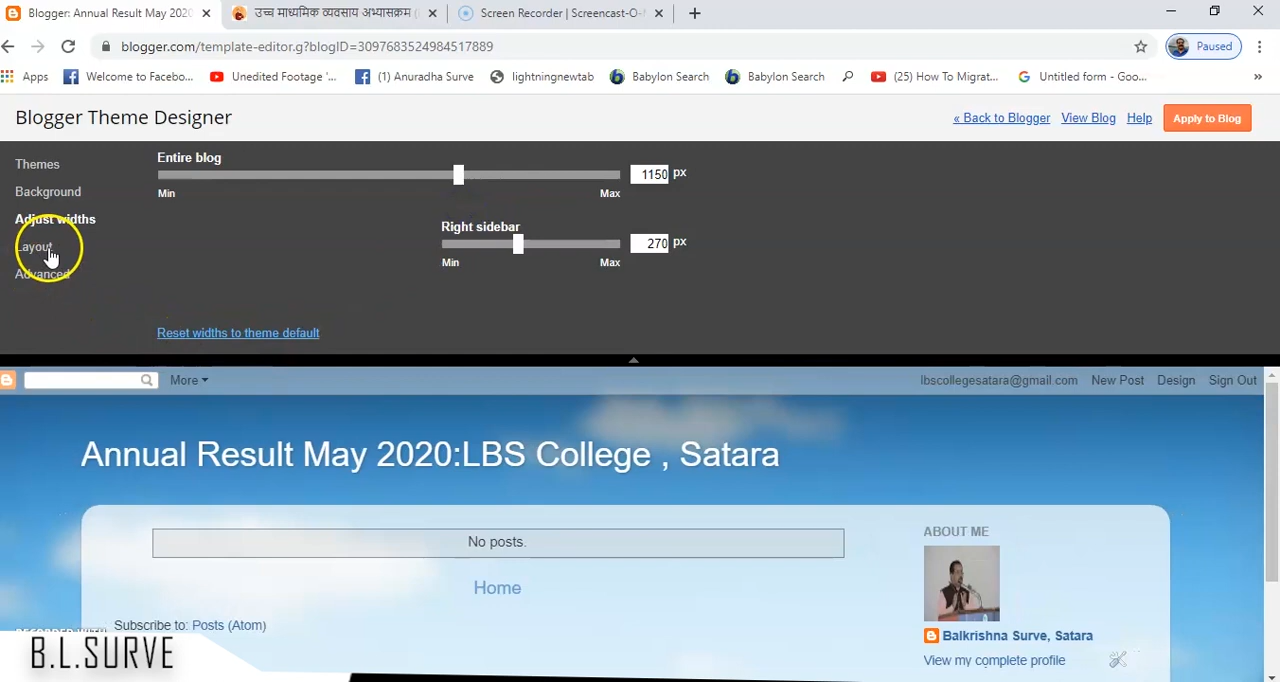 Blogger: Annual Result May 2020
उच्च माध्यमिक व्यवसाय अभ्यासक्रम (
Screen Recorder | Screencast-O-
blogger.com/template-editor.g?blogID=3097683524984517889
Paused
Apps
Welcome to Facebo...
Unedited Footage '...
(1) Anuradha Surve
lightningnewtab
Babylon Search
Babylon Search
(25) How To Migrat...
Untitled form - Goo...
»
Blogger Theme Designer
« Back to Blogger
View Blog
Help
Apply to Blog
Themes
Background
Adjust widths
Layout
Advanced
Entire blog
1150 px
Min
Max
Right sidebar
270 px
Min
Max
Reset widths to theme default
More
lbscollegesatara@gmail.com
New Post
Design
Sign Out
Annual Result May 2020:LBS College , Satara
No posts.
Home
Subscribe to: Posts (Atom)
ABOUT ME
Balkrishna Surve, Satara
View my complete profile
B.L.SURVE